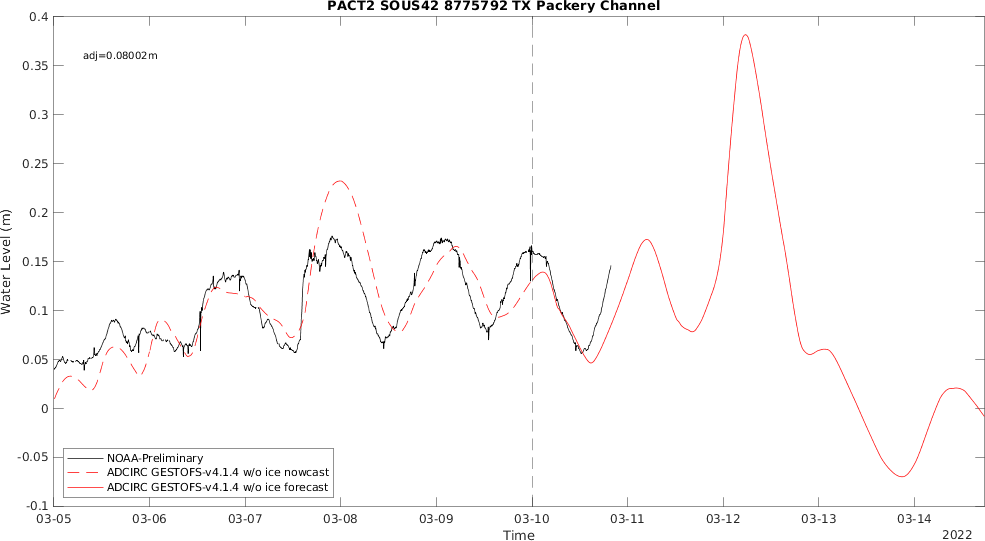 PACT2 SOUS42 8775792 TX Packery Channel
adj=0.08002m
0.4
0.35
0.3
0.25
0.2
0.15
0.1
0.05
0
-0.05
-0.1
Water Level (m)
NOAA-Preliminary
ADCIRC GESTOFS-v4.1.4 w/o ice nowcast
ADCIRC GESTOFS-v4.1.4 w/o ice forecast
03-05 03-06 03-07 03-08 03-09 03-10 03-11 03-12 03-13 03-14
Time
2022